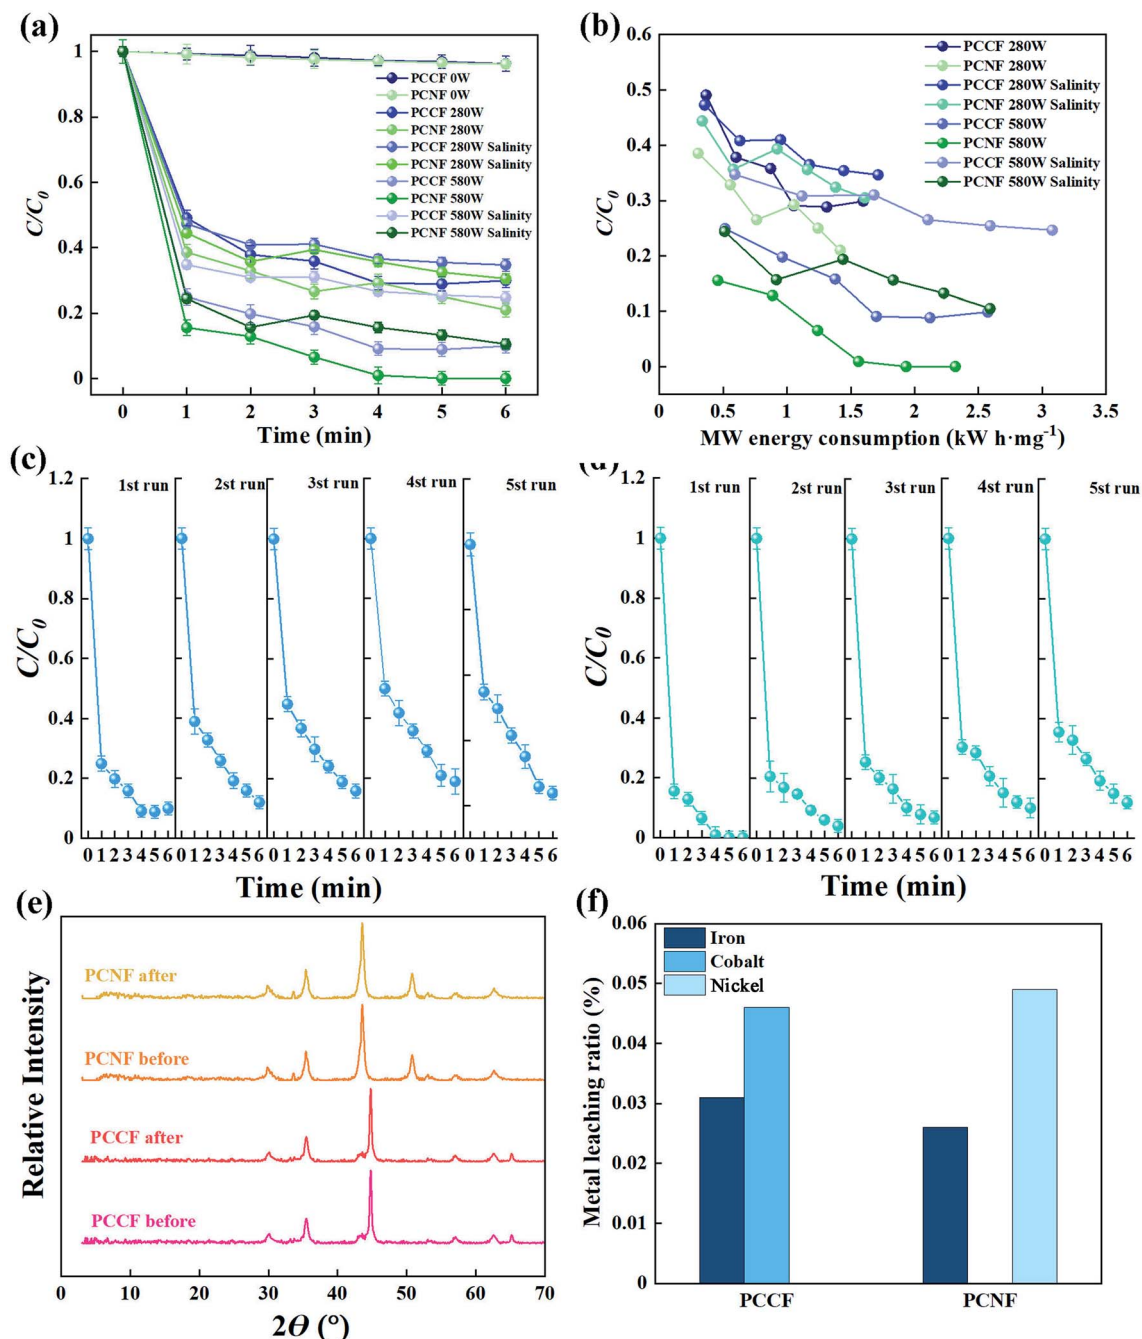 (a)
C/C0
1
0.8
0.6
0.4
0.2
0
PCCF 0W
PCNF 0W
PCCF 280W
PCNF 280W
PCCF 280W Salinity
PCNF 280W Salinity
PCCF 580W
PCNF 580W
PCCF 580W Salinity
PCNF 580W Salinity
0 1 2 3 4 5 6
Time (min)
(b)
C/C0
0.6
0.5
0.4
0.3
0.2
0.1
0
PCCF 280W
PCNF 280W
PCCF 280W Salinity
PCNF 280W Salinity
PCCF 580W
PCNF 580W
PCCF 580W Salinity
PCNF 580W Salinity
0 0.5 1 1.5 2 2.5 3 3.5
MW energy consumption (kW h·mg-1)
(c)
C/C0
1.2
1
0.8
0.6
0.4
0.2
0
1st run
2st run
3st run
4st run
5st run
0 1 2 3 4 5 6 0 1 2 3 4 5 6 0 1 2 3 4 5 6 0 1 2 3 4 5 6 0 1 2 3 4 5 6
Time (min)
(d)
C/C0
1.2
1
0.8
0.6
0.4
0.2
0
1st run
2st run
3st run
4st run
5st run
0 1 2 3 4 5 6 0 1 2 3 4 5 6 0 1 2 3 4 5 6 0 1 2 3 4 5 6 0 1 2 3 4 5 6
Time (min)
(e)
Relative Intensity
PCNF after
PCNF before
PCCF after
PCCF before
0 10 20 30 40 50 60 70
2Θ (°)
(f)
Metal leaching ratio (%)
0.06
0.05
0.04
0.03
0.02
0.01
0
Iron
Cobalt
Nickel
PCCF PCNF